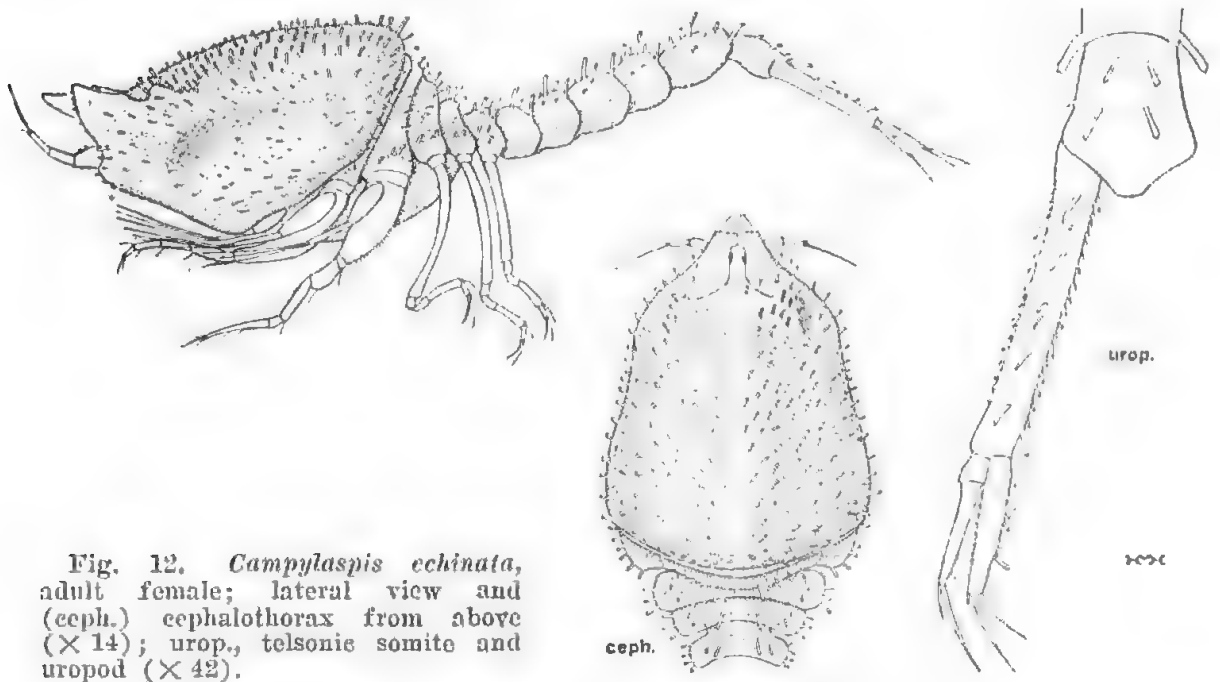 urop.
Fig. 12. Campylaspis echinata,
adult female; lateral view and
(ceph.) cephalothorax from above
(× 14); urop., telsonic somite and
uropod (× 42).
ceph.